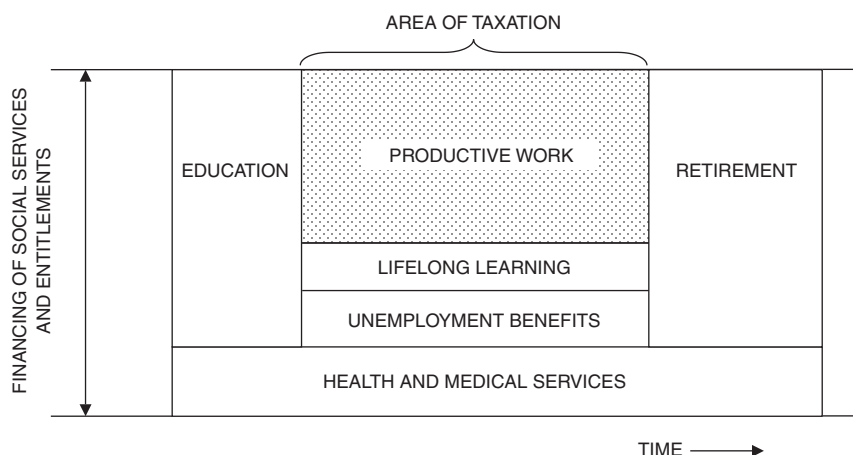 AREA OF TAXATION
FINANCING OF SOCIAL SERVICES
AND ENTITLEMENTS
EDUCATION
PRODUCTIVE WORK
RETIREMENT
LIFELONG LEARNING
UNEMPLOYMENT BENEFITS
HEALTH AND MEDICAL SERVICES
TIME